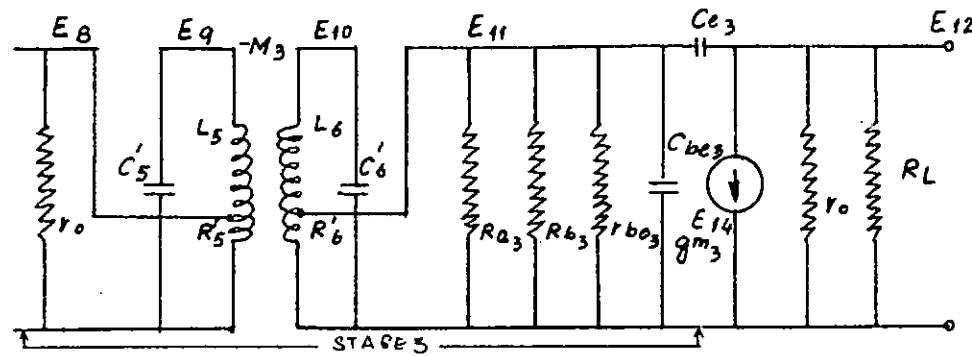 E8 E9 -M3 E10 E11 Ce3 E12
L5 L6
C'5 C'6 Cbe3
RL
r0 R'5 R'6 Ra3 Rb3 rbe3 E14 gm3 r0
STAGE 3